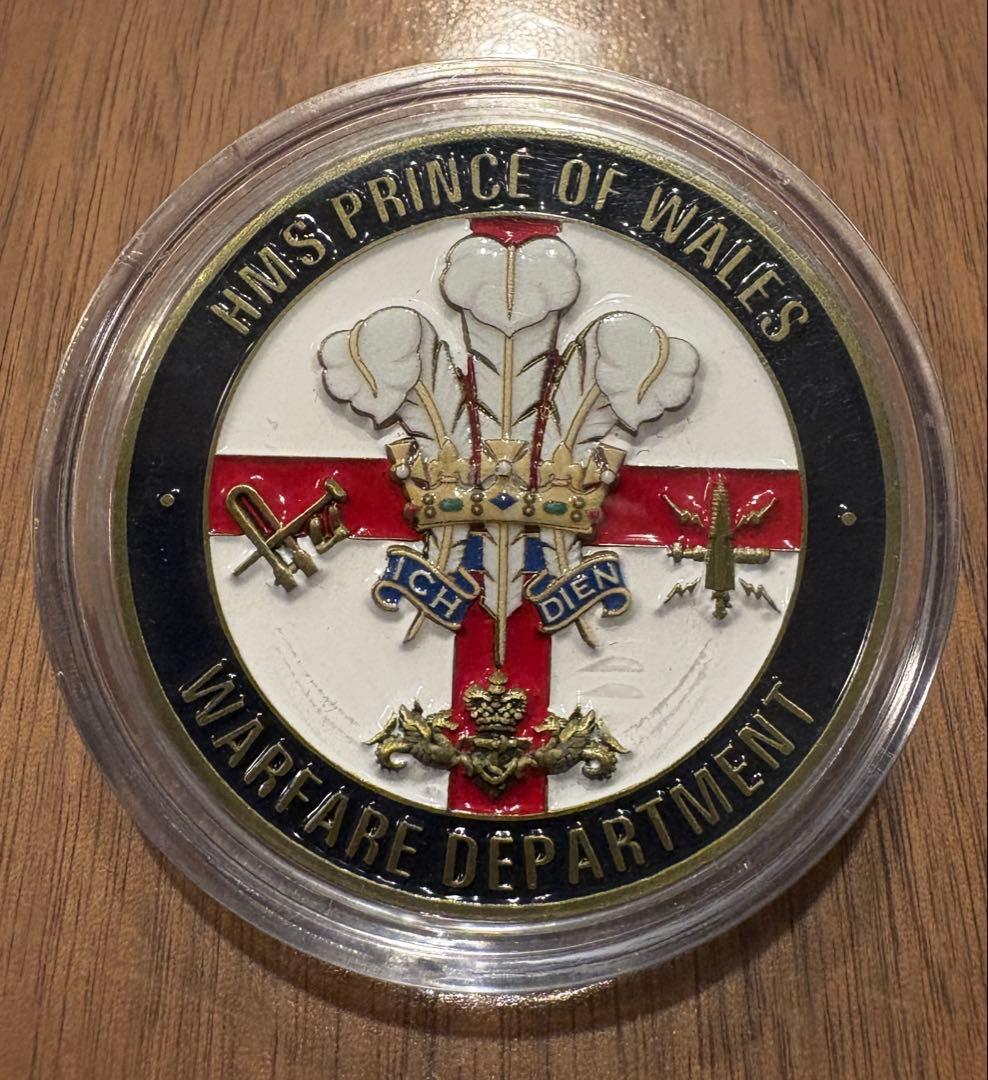 HMS PRINCE OF WALES
ICH DIEN
WARFARE DEPARTMENT